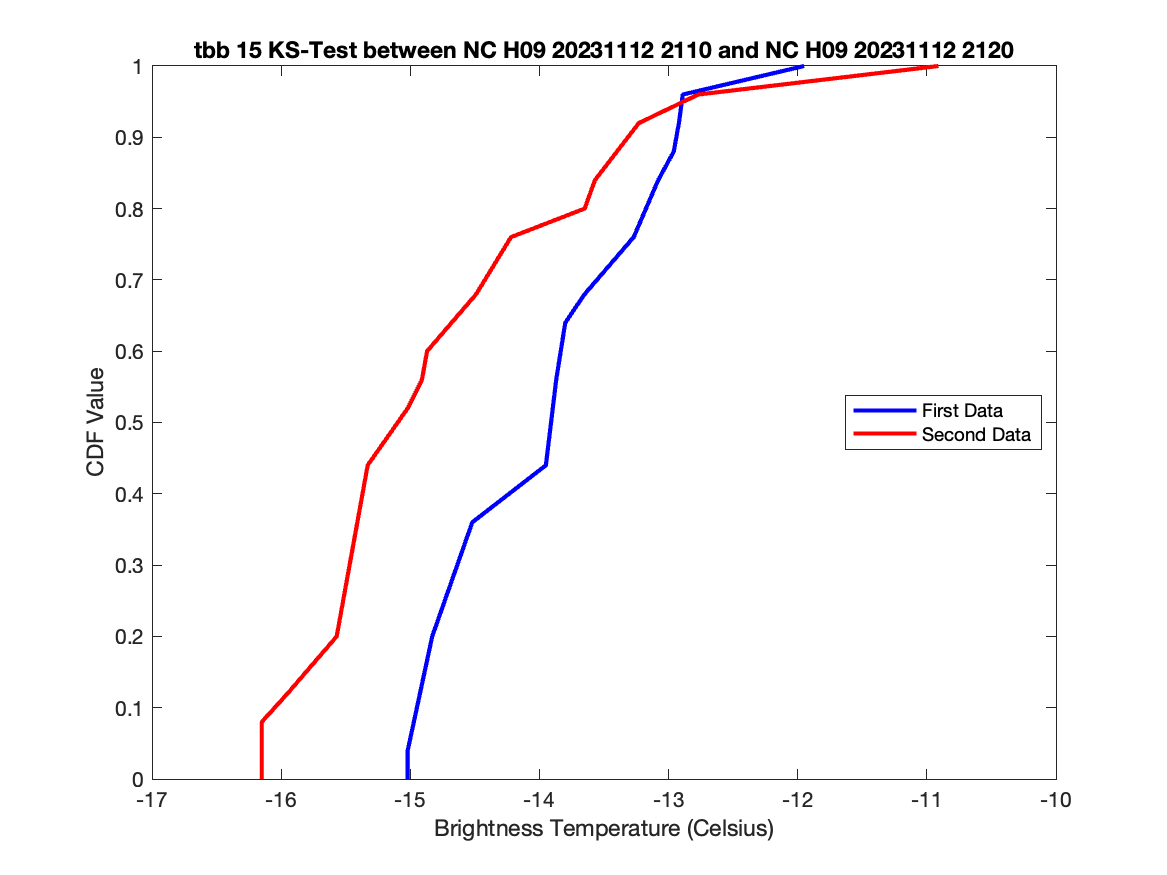 tbb 15 KS-Test between NC H09 20231112 2110 and NC H09 20231112 2120
1
0.9
0.8
0.7
0.6
0.5
0.4
0.3
0.2
0.1
0
CDF Value
First Data
Second Data
-17 -16 -15 -14 -13 -12 -11 -10
Brightness Temperature (Celsius)